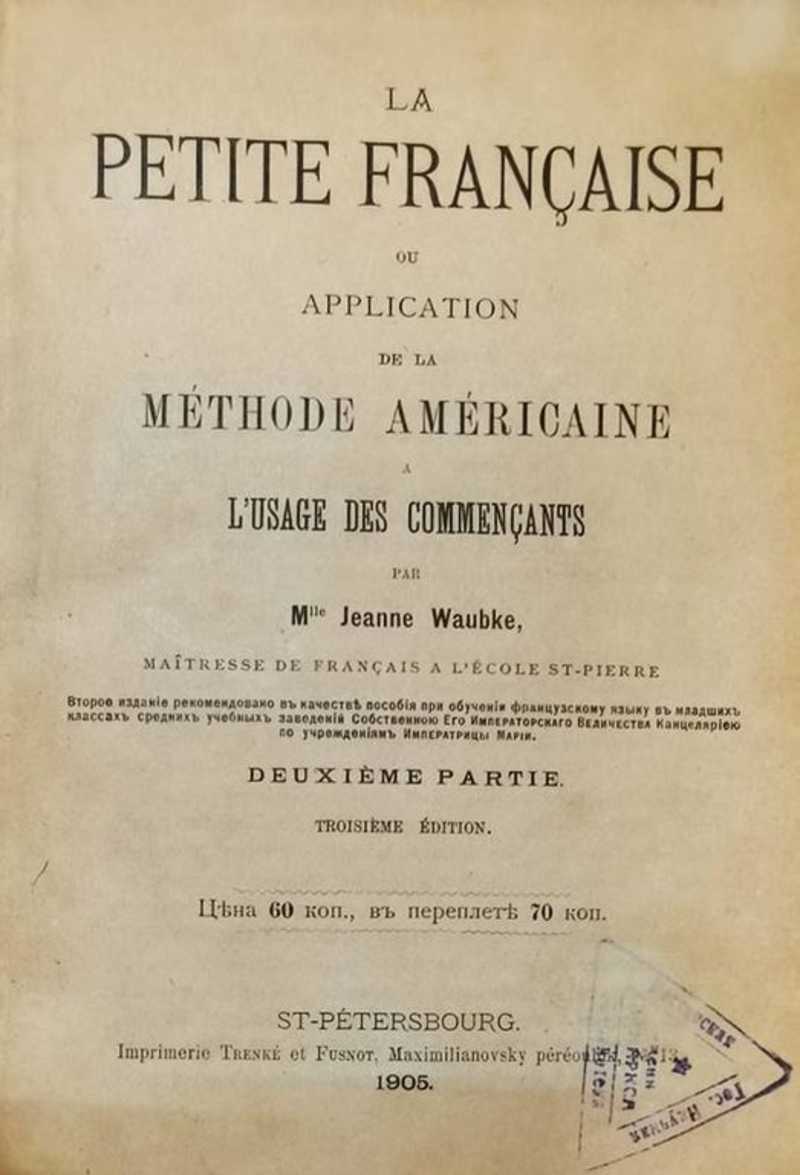 LA
PETITE FRANÇAISE
OU
APPLICATION
DE LA
MÉTHODE AMÉRICAINE
A
L'USAGE DES COMMENÇANTS
PAR
Mlle Jeanne Waubke,
MAÎTRESSE DE FRANÇAIS A L'ÉCOLE ST-PIERRE
Второе изданіе рекомендовано въ качествѣ пособія при обученіи французскому языку въ младшихъ
классахъ среднихъ учебныхъ заведеній Собственною Его Императорскаго Величества Канцеляріею
по учрежденіямъ Императрицы Маріи.
DEUXIÈME PARTIE.
TROISIÈME ÉDITION.
Цѣна 60 коп., въ переплетѣ 70 коп.
ST-PÉTERSBOURG.
Imprimerie Trenké et Fusnot, Maximilianovsky
1905.
Гос.